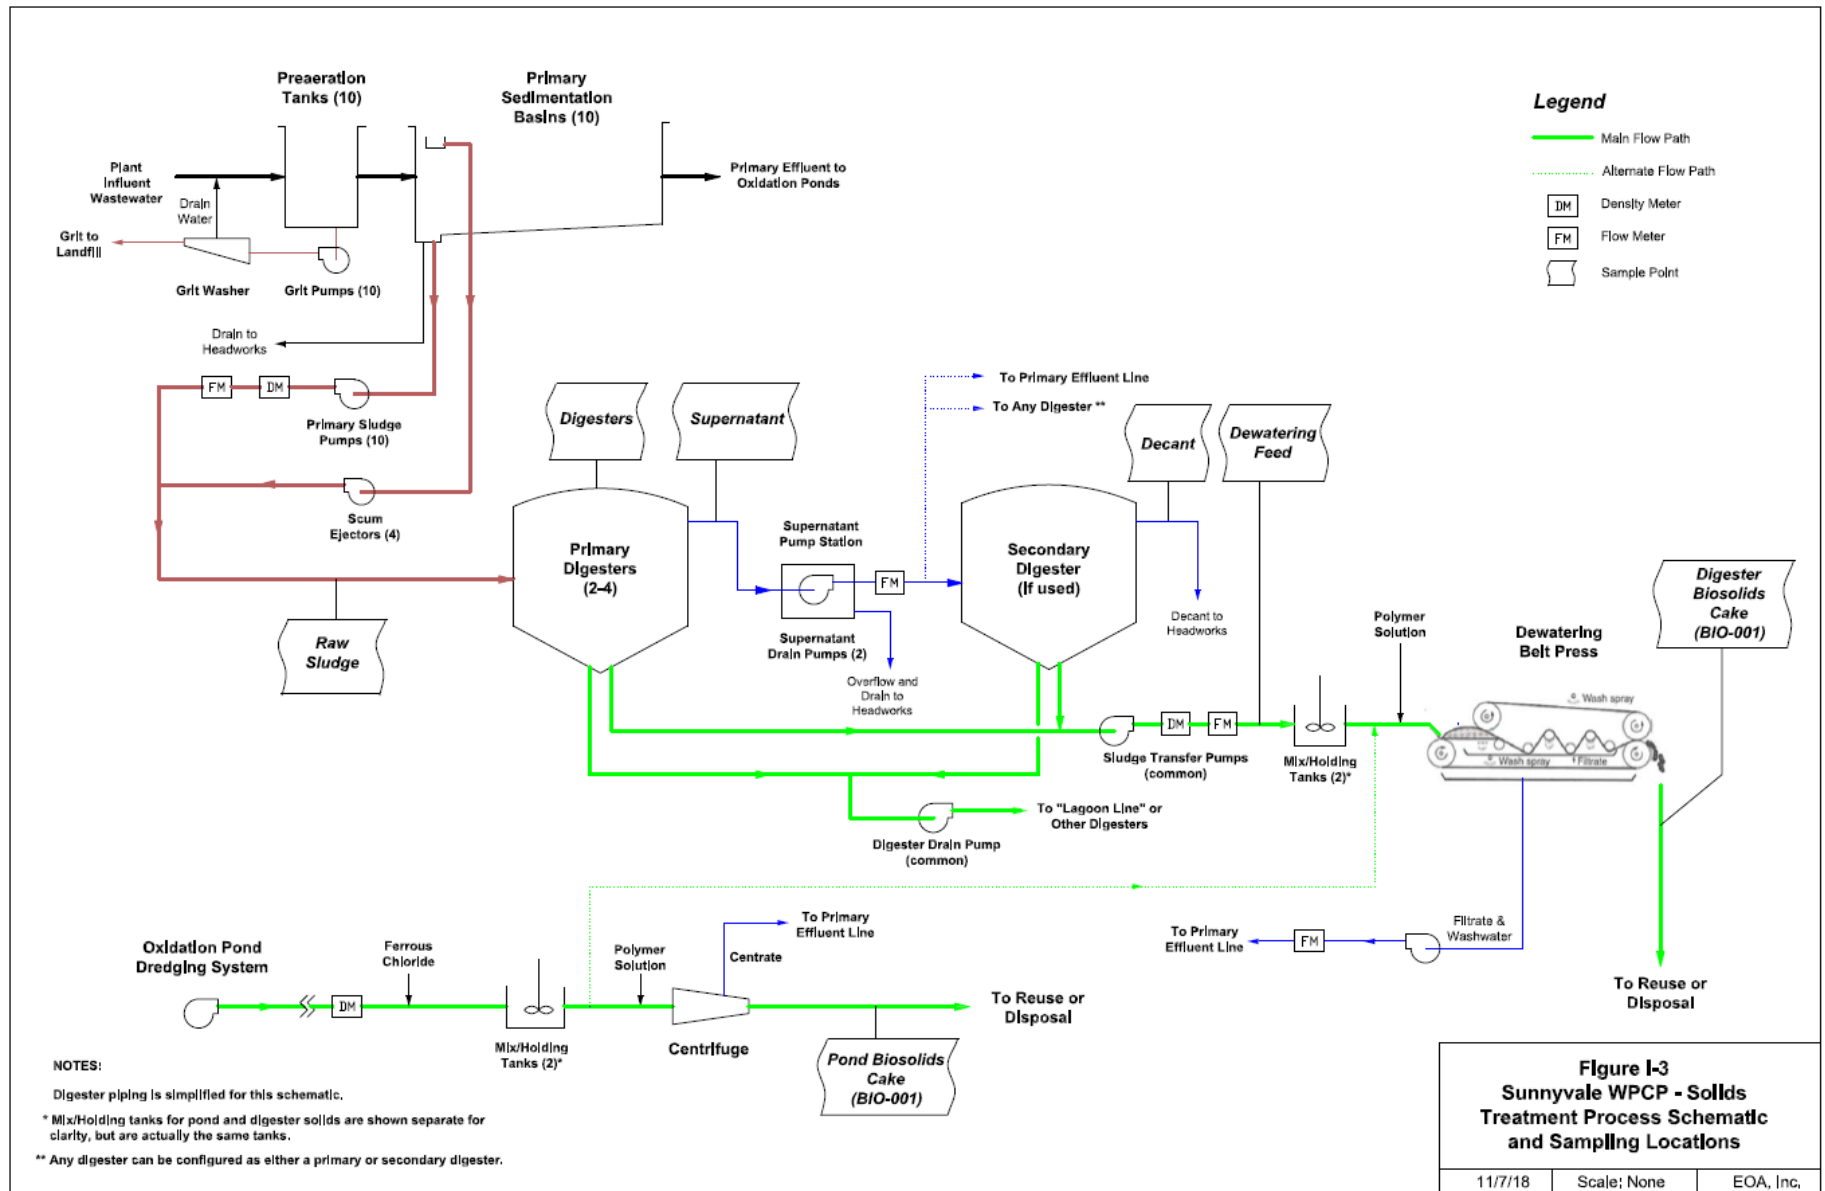 Preaeration
Tanks (10)
Primary
Sedimentation
Basins (10)
Plant
Influent
Wastewater
Drain
Water
Grit to
Landfill
Grit Washer
Grit Pumps (10)
Primary Effluent to
Oxidation Ponds
Drain to
Headworks
Legend
Main Flow Path
Alternate Flow Path
DM
Density Meter
FM
Flow Meter
Sample Point
FM
DM
Primary Sludge
Pumps (10)
Scum
Ejectors (4)
Raw
Sludge
Digesters
Supernatant
Primary
Digesters
(2-4)
Supernatant
Pump Station
FM
Supernatant
Drain Pumps (2)
Overflow and
Drain to
Headworks
To Primary Effluent Line
To Any Digester **
Secondary
Digester
(If used)
Decant
Decant to
Headworks
Dewatering
Feed
DM
FM
Sludge Transfer Pumps
(common)
Mix/Holding
Tanks (2)*
Polymer
Solution
Dewatering
Belt Press
Wash spray
Wash spray
Filtrate
Digester
Biosolids
Cake
(BIO-001)
To "Lagoon Line" or
Other Digesters
Digester Drain Pump
(common)
Filtrate &
Washwater
FM
To Primary
Effluent Line
To Reuse or
Disposal
Oxidation Pond
Dredging System
DM
Ferrous
Chloride
Mix/Holding
Tanks (2)*
Polymer
Solution
Centrate
To Primary
Effluent Line
Centrifuge
To Reuse or
Disposal
Pond Biosolids
Cake
(BIO-001)
NOTES:
Digester piping is simplified for this schematic.
* Mix/Holding tanks for pond and digester solids are shown separate for
clarity, but are actually the same tanks.
** Any digester can be configured as either a primary or secondary digester.
Figure I-3
Sunnyvale WPCP - Solids
Treatment Process Schematic
and Sampling Locations
11/7/18
Scale: None
EOA, Inc.